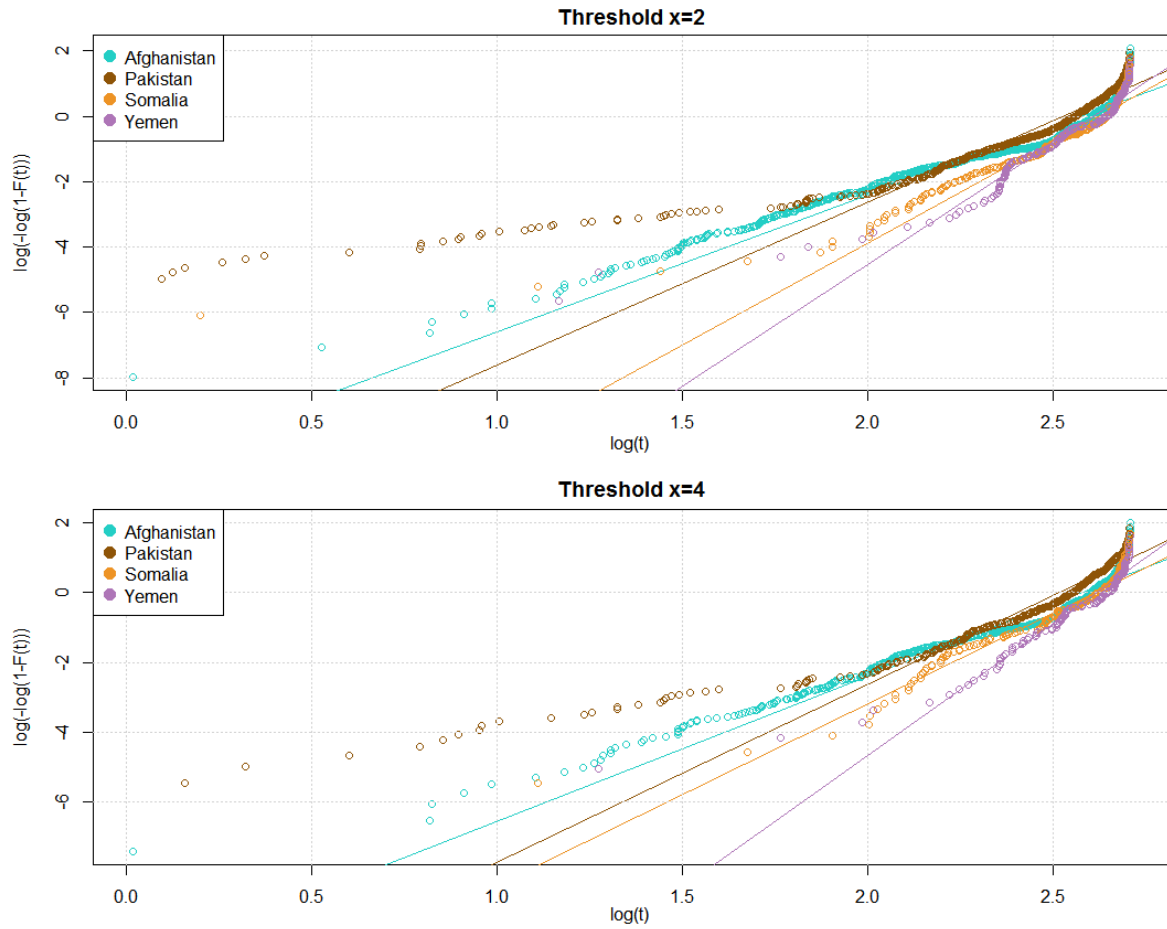 Threshold x=2
Afghanistan
Pakistan
Somalia
Yemen
log(-log(1-F(t)))
2
0
-2
-4
-6
-8
0.0 0.5 1.0 1.5 2.0 2.5
log(t)
Threshold x=4
Afghanistan
Pakistan
Somalia
Yemen
log(-log(1-F(t)))
2
0
-2
-4
-6
0.0 0.5 1.0 1.5 2.0 2.5
log(t)